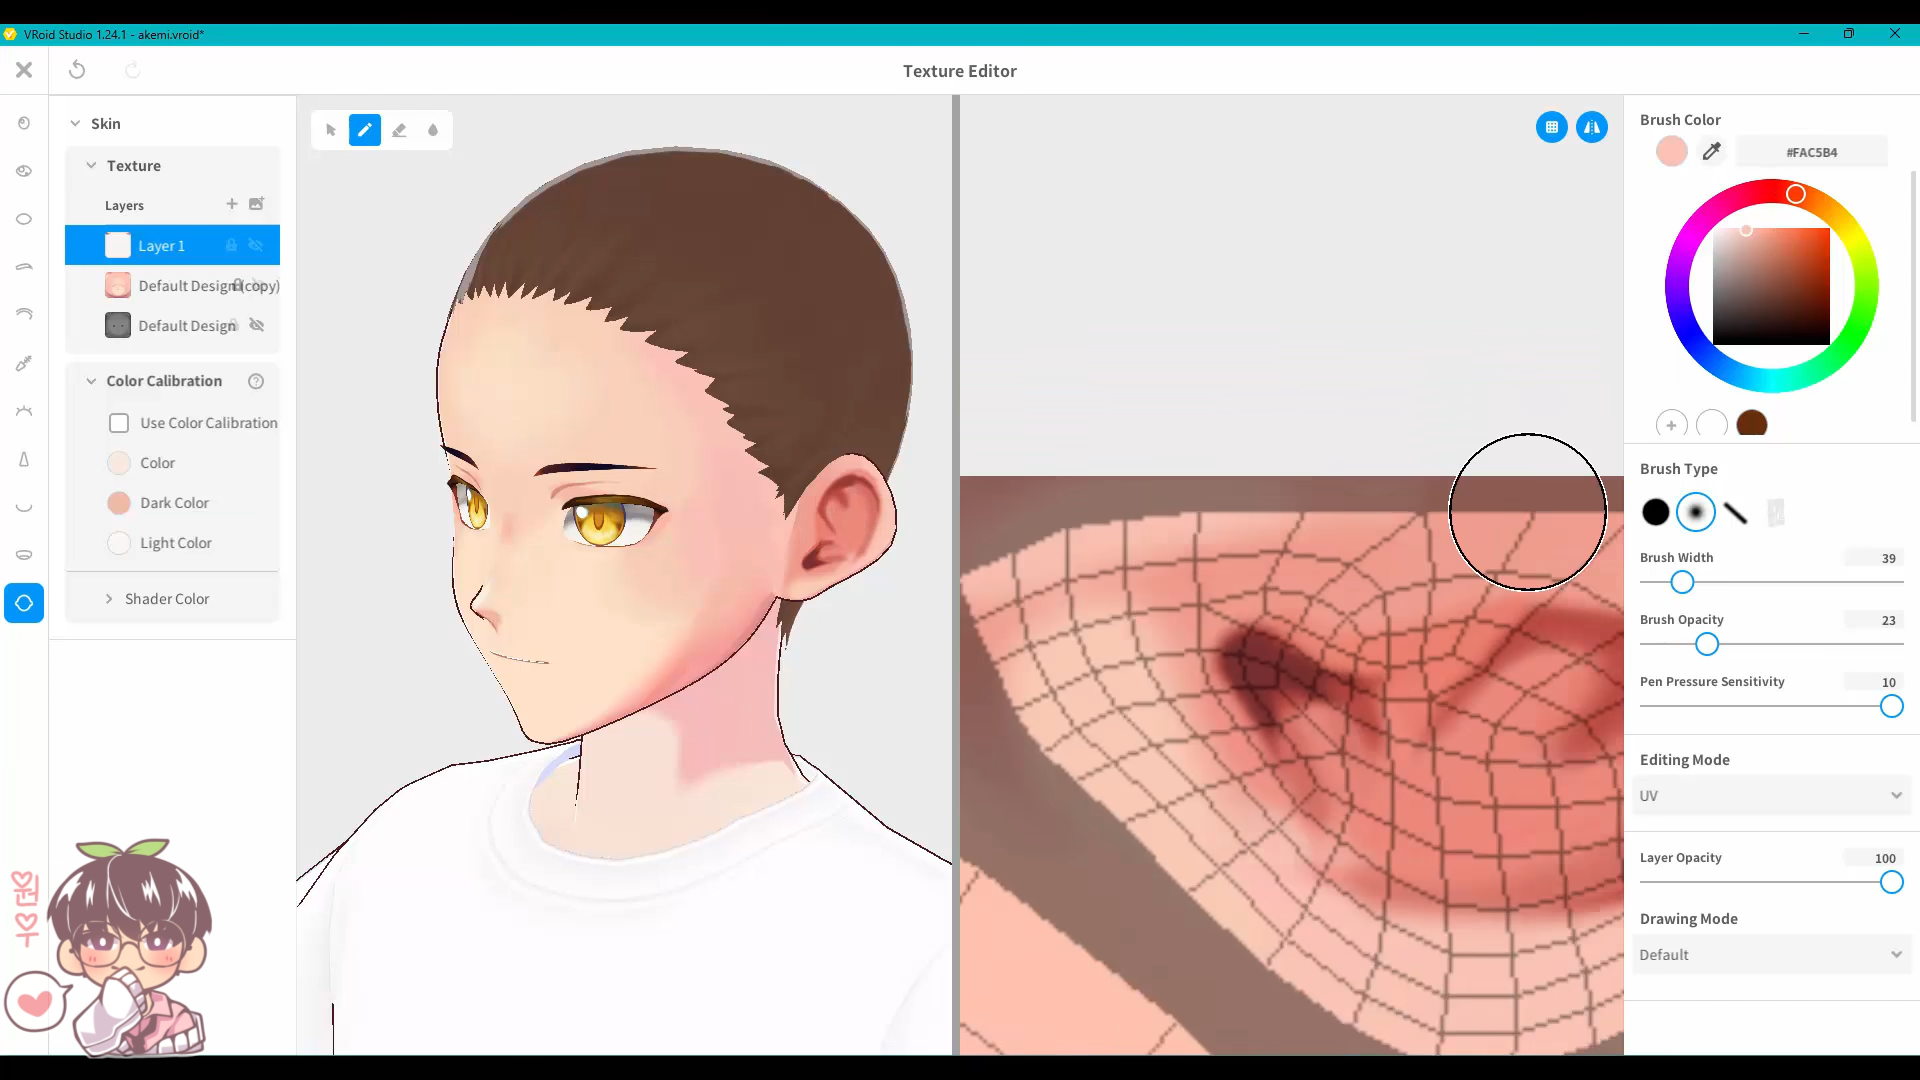 VRoid Studio 1.24.1 - akemi.vroid*
Texture Editor
Skin
Texture
Layers
Layer 1
Default Design (copy)
Default Design
Color Calibration
Use Color Calibration
Color
Dark Color
Light Color
Shader Color
Brush Color
#FAC5B4
Brush Type
Brush Width
39
Brush Opacity
23
Pen Pressure Sensitivity
10
Editing Mode
UV
Layer Opacity
100
Drawing Mode
Default